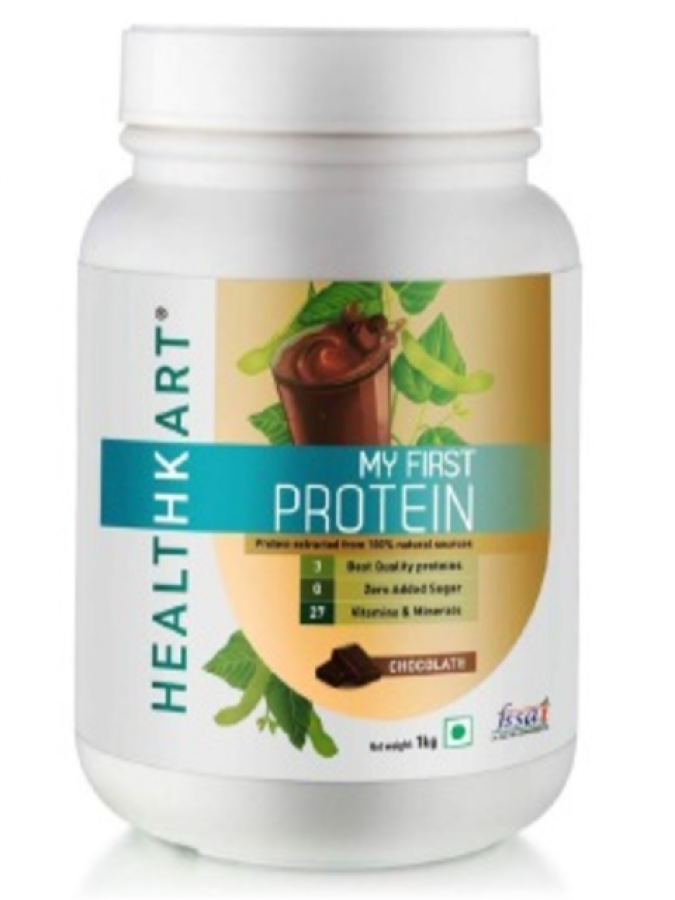 HEALTHKART®
MY FIRST
PROTEIN
Protein extracted from 100% natural sources
3 Best Quality proteins
0 Zero Added Sugar
27 Vitamins & Minerals
CHOCOLATE
Net weight 1kg
fssai